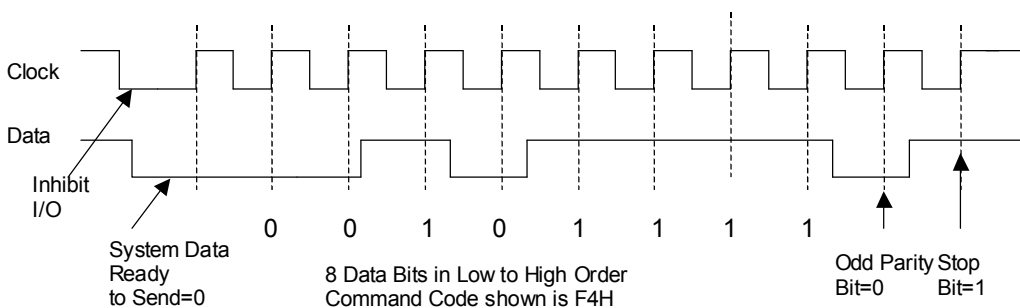 Clock
Data
Inhibit
I/O
0 0 1 0 1 1 1 1
System Data
Ready
to Send=0
8 Data Bits in Low to High Order
Command Code shown is F4H
Odd Parity
Bit=0
Stop
Bit=1